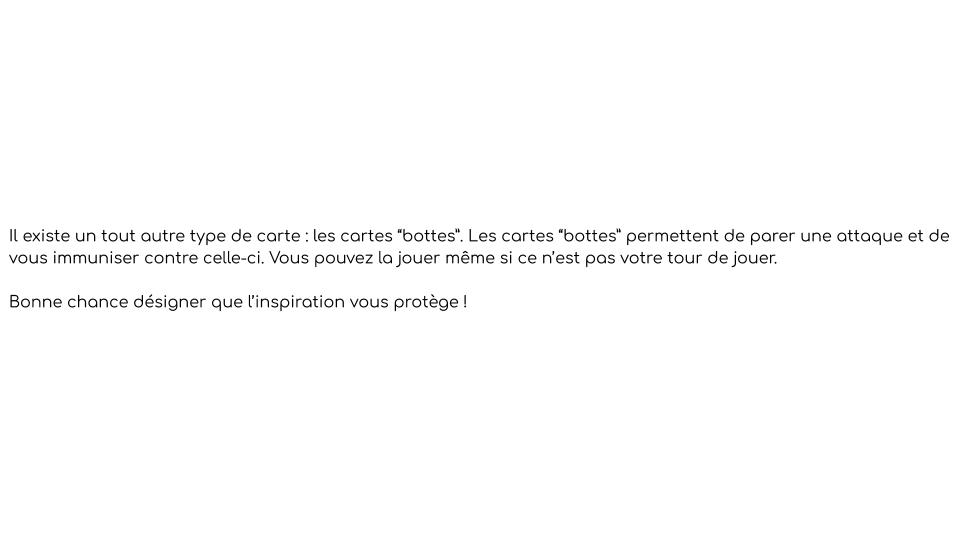 Il existe un tout autre type de carte : les cartes “bottes”. Les cartes “bottes” permettent de parer une attaque et de
vous immuniser contre celle-ci. Vous pouvez la jouer même si ce n’est pas votre tour de jouer.
Bonne chance désigner que l’inspiration vous protège !